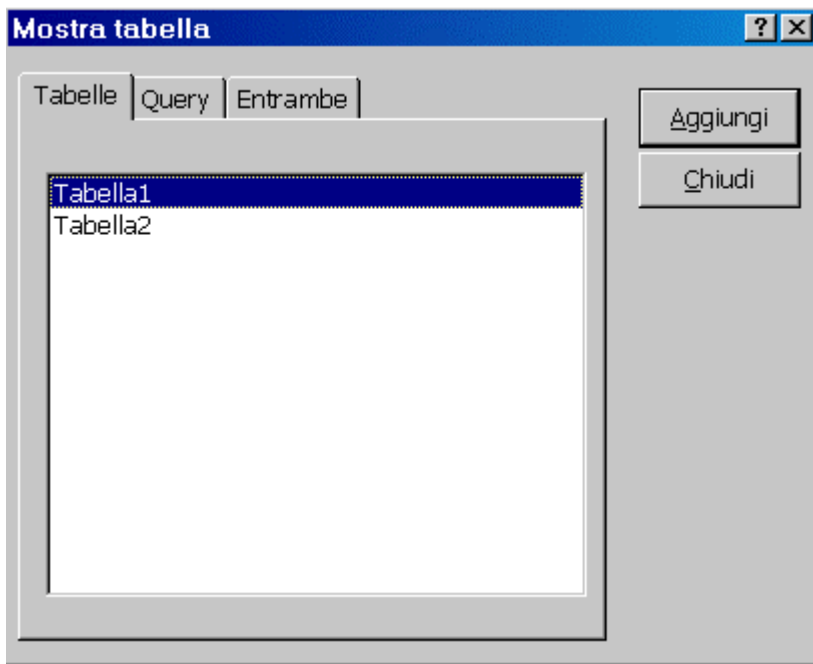 Mostra tabella
Tabelle Query Entrambe
Aggiungi
Chiudi
Tabella1
Tabella2